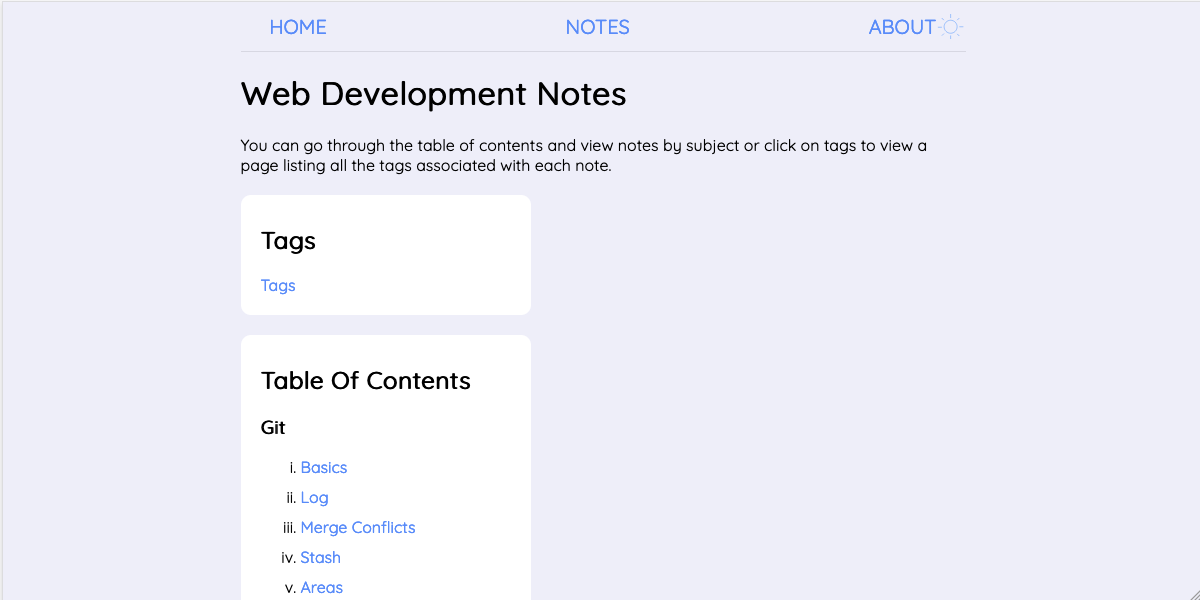 HOME NOTES ABOUT
Web Development Notes
You can go through the table of contents and view notes by subject or click on tags to view a
page listing all the tags associated with each note.
Tags
Tags
Table Of Contents
Git
i. Basics
ii. Log
iii. Merge Conflicts
iv. Stash
v. Areas